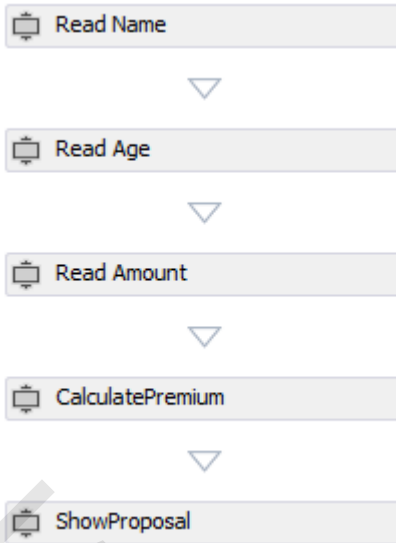 Read Name
Read Age
Read Amount
CalculatePremium
ShowProposal